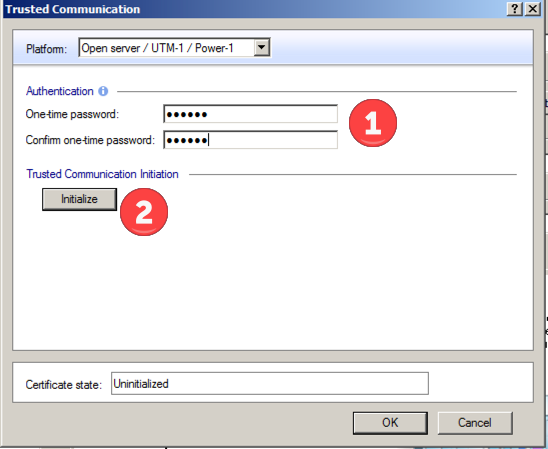 Trusted Communication
Platform: Open server / UTM-1 / Power-1
Authentication
One-time password: ●●●●●●
1
Confirm one-time password: ●●●●●●
Trusted Communication Initiation
Initialize
2
Certificate state: Uninitialized
OK Cancel